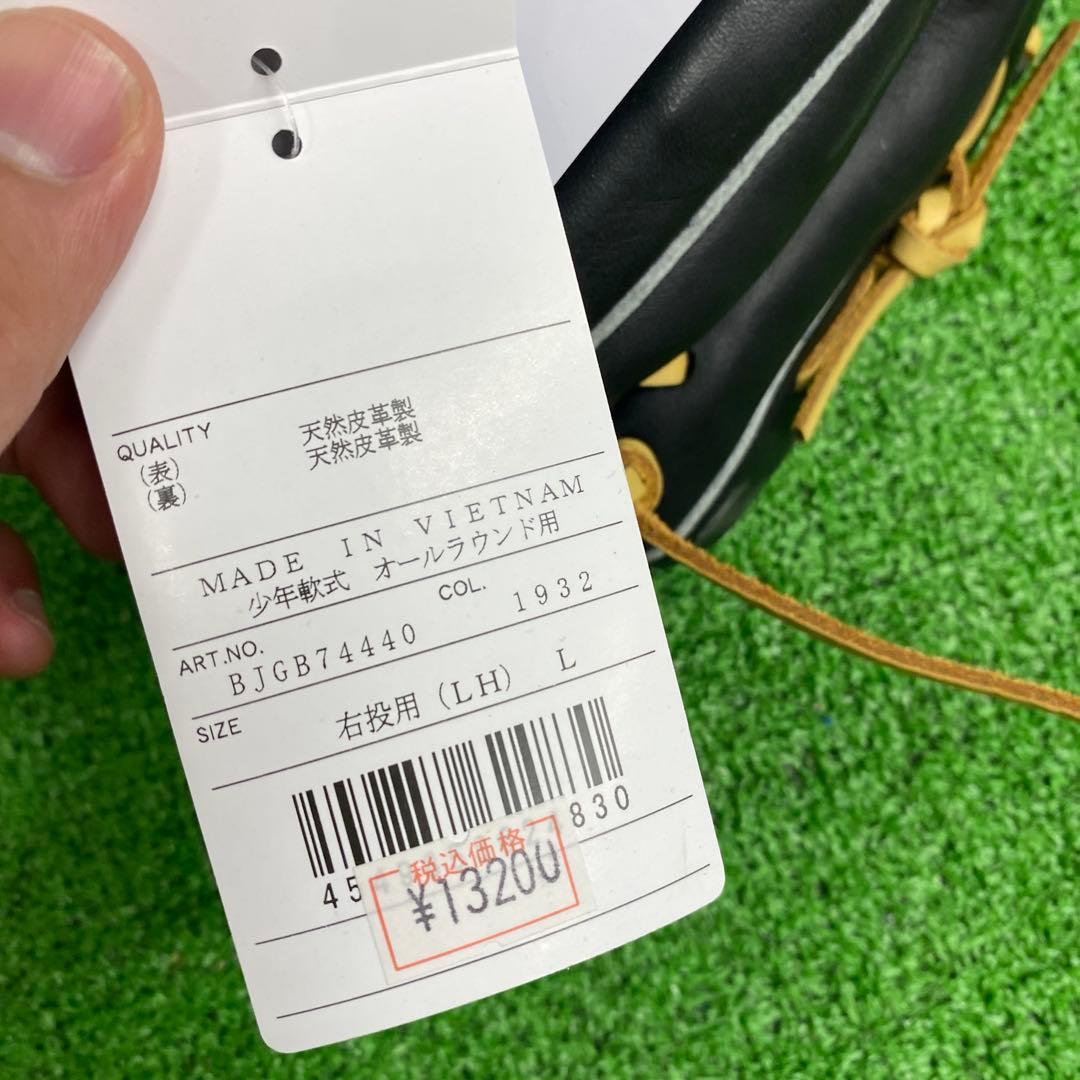 QUALITY
(表) 天然皮革製
(裏) 天然皮革製
MADE IN VIETNAM
少年軟式 オールラウンド用
ART.NO. COL.
BJGB74440 1932
SIZE 右投用(LH) L
45 830
税込価格
¥13200